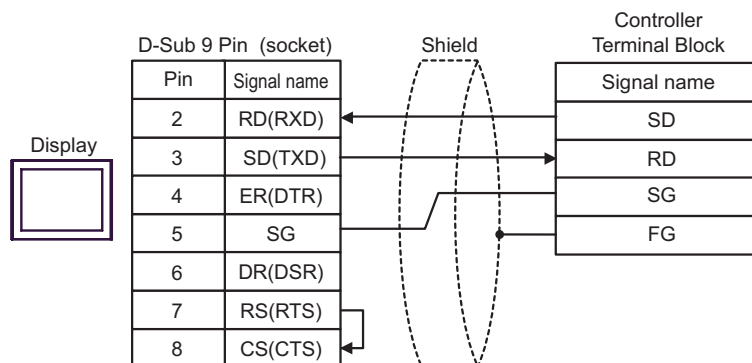 Controller
D-Sub 9 Pin (socket) Shield Terminal Block
Pin Signal name Signal name
2 RD(RXD) SD
Display
3 SD(TXD) RD
4 ER(DTR) SG
5 SG FG
6 DR(DSR)
7 RS(RTS)
8 CS(CTS)